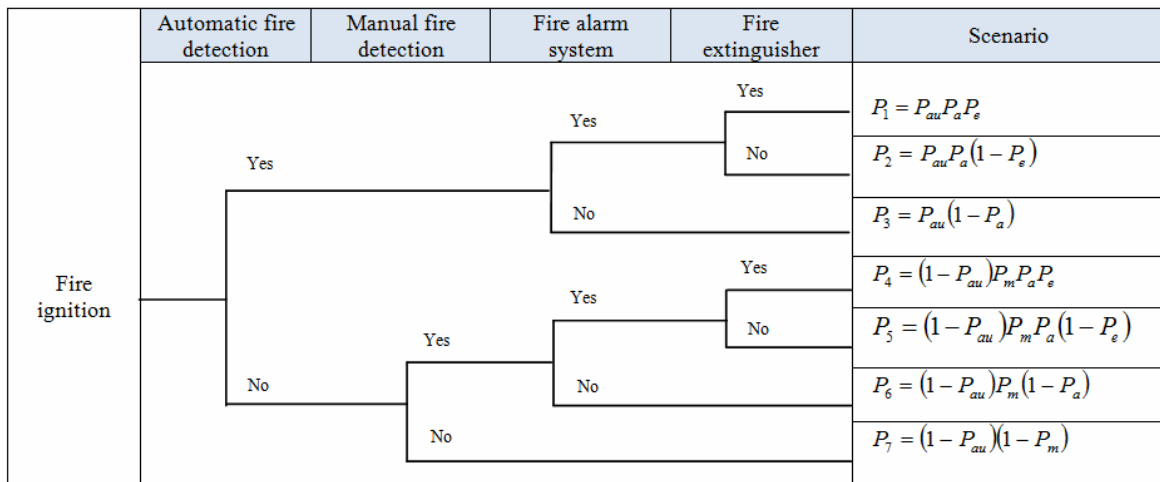 Automatic fire detection
Manual fire detection
Fire alarm system
Fire extinguisher
Scenario
Fire ignition
Yes
No
Yes
No
Yes
No
Yes
No
Yes
No
Yes
No
P₁ = PₐᵤPₐPₑ
P₂ = PₐᵤPₐ(1 − Pₑ)
P₃ = Pₐᵤ(1 − Pₐ)
P₄ = (1 − Pₐᵤ)PₘPₐPₑ
P₅ = (1 − Pₐᵤ)PₘPₐ(1 − Pₑ)
P₆ = (1 − Pₐᵤ)Pₘ(1 − Pₐ)
P₇ = (1 − Pₐᵤ)(1 − Pₘ)